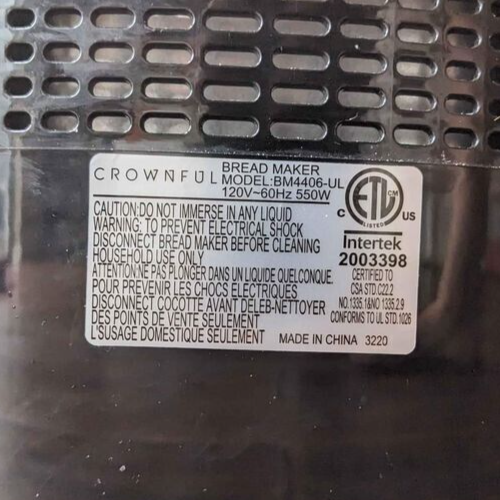 CROWNFUL
BREAD MAKER
MODEL:BM4406-UL
120V~60Hz 550W
CAUTION:DO NOT IMMERSE IN ANY LIQUID
WARNING: TO PREVENT ELECTRICAL SHOCK
DISCONNECT BREAD MAKER BEFORE CLEANING
HOUSEHOLD USE ONLY
ATTENTION:NE PAS PLONGER DANS UN LIQUIDE QUELCONQUE.
POUR PREVENIR LES CHOCS ELECTRIQUES
DISCONNECT COCOTTE AVANT DELEB-NETTOYER
DES POINTS DE VENTE SEULEMENT
L'USAGE DOMESTIQUE SEULEMENT
MADE IN CHINA 3220
ETL CM
LISTED
C US
Intertek
2003398
CERTIFIED TO
CSA STD.C22.2
NO.1335.1&NO 1335.2.9
CONFORMS TO UL STD.1026